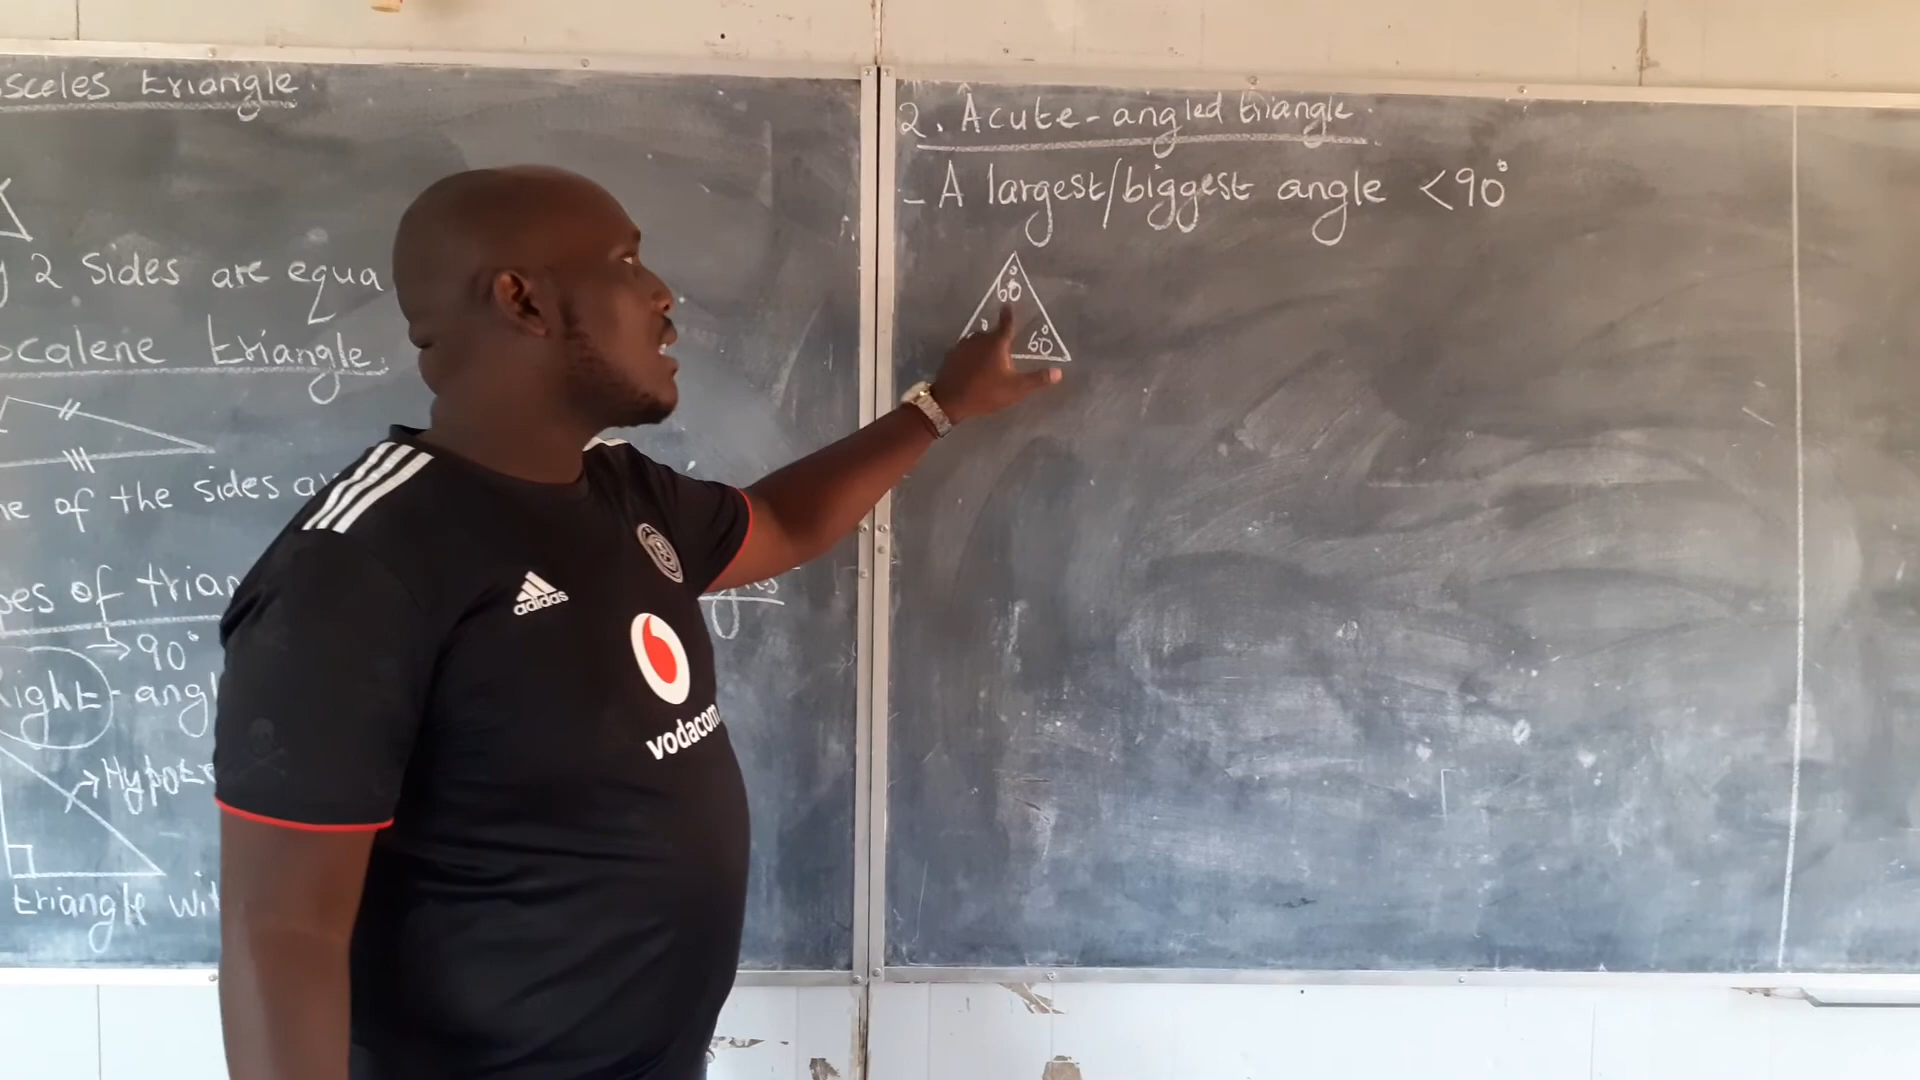 sceles triangle.
2 sides are equa
calene triangle.
of the sides
es of trian
→ 90°
ight - angl
→ Hypote
triangle wit
2. Acute-angled triangle.
- A largest/biggest angle <90°
60°
60°
adidas
vodacom